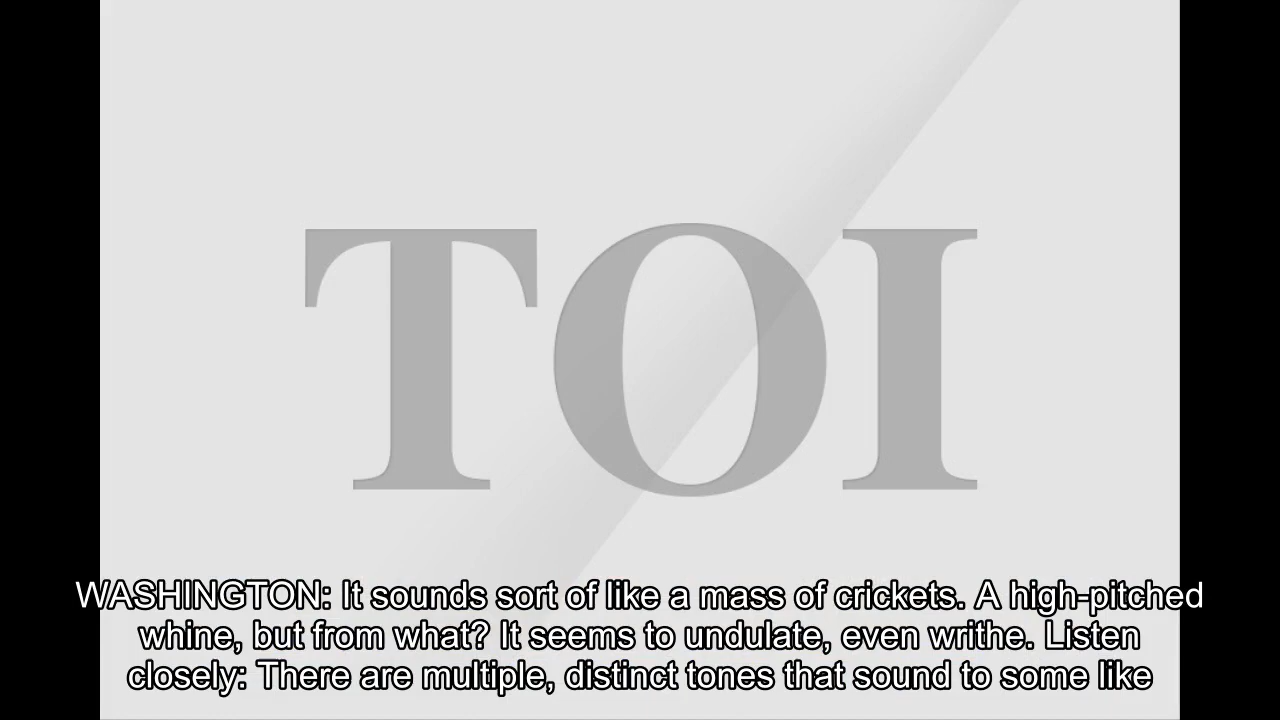 TOI
WASHINGTON: It sounds sort of like a mass of crickets. A high-pitched
whine, but from what? It seems to undulate, even writhe. Listen
closely: There are multiple, distinct tones that sound to some like